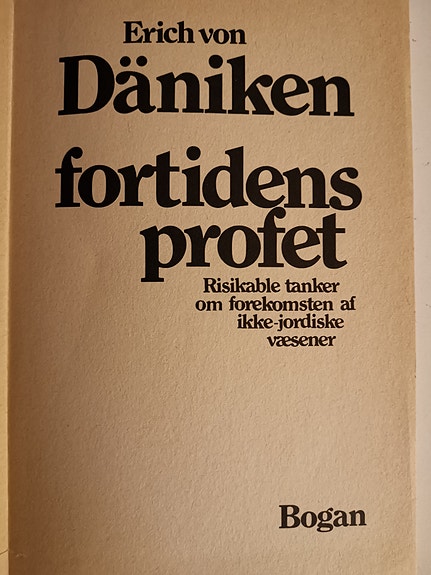 Erich von
Däniken
fortidens
profet
Risikable tanker
om forekomsten af
ikke-jordiske
væsener
Bogan